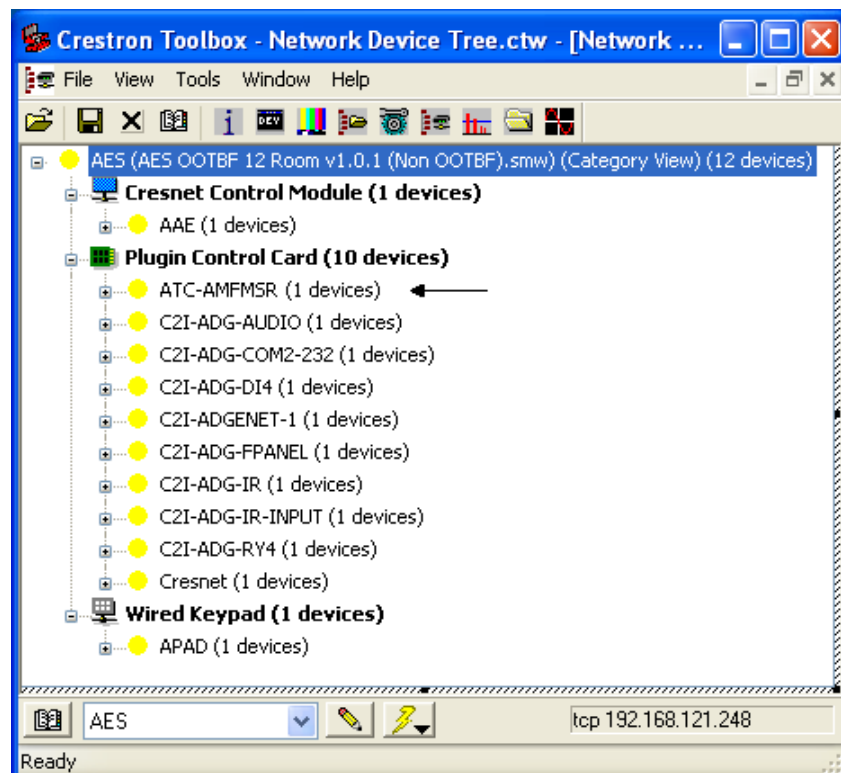 Crestron Toolbox - Network Device Tree.ctw - [Network ...
File View Tools Window Help
DEV
AES (AES OOTBF 12 Room v1.0.1 (Non OOTBF).smw) (Category View) (12 devices)
Cresnet Control Module (1 devices)
AAE (1 devices)
Plugin Control Card (10 devices)
ATC-AMFMSR (1 devices)
C2I-ADG-AUDIO (1 devices)
C2I-ADG-COM2-232 (1 devices)
C2I-ADG-DI4 (1 devices)
C2I-ADGENET-1 (1 devices)
C2I-ADG-FPANEL (1 devices)
C2I-ADG-IR (1 devices)
C2I-ADG-IR-INPUT (1 devices)
C2I-ADG-RY4 (1 devices)
Cresnet (1 devices)
Wired Keypad (1 devices)
APAD (1 devices)
AES tcp 192.168.121.248
Ready